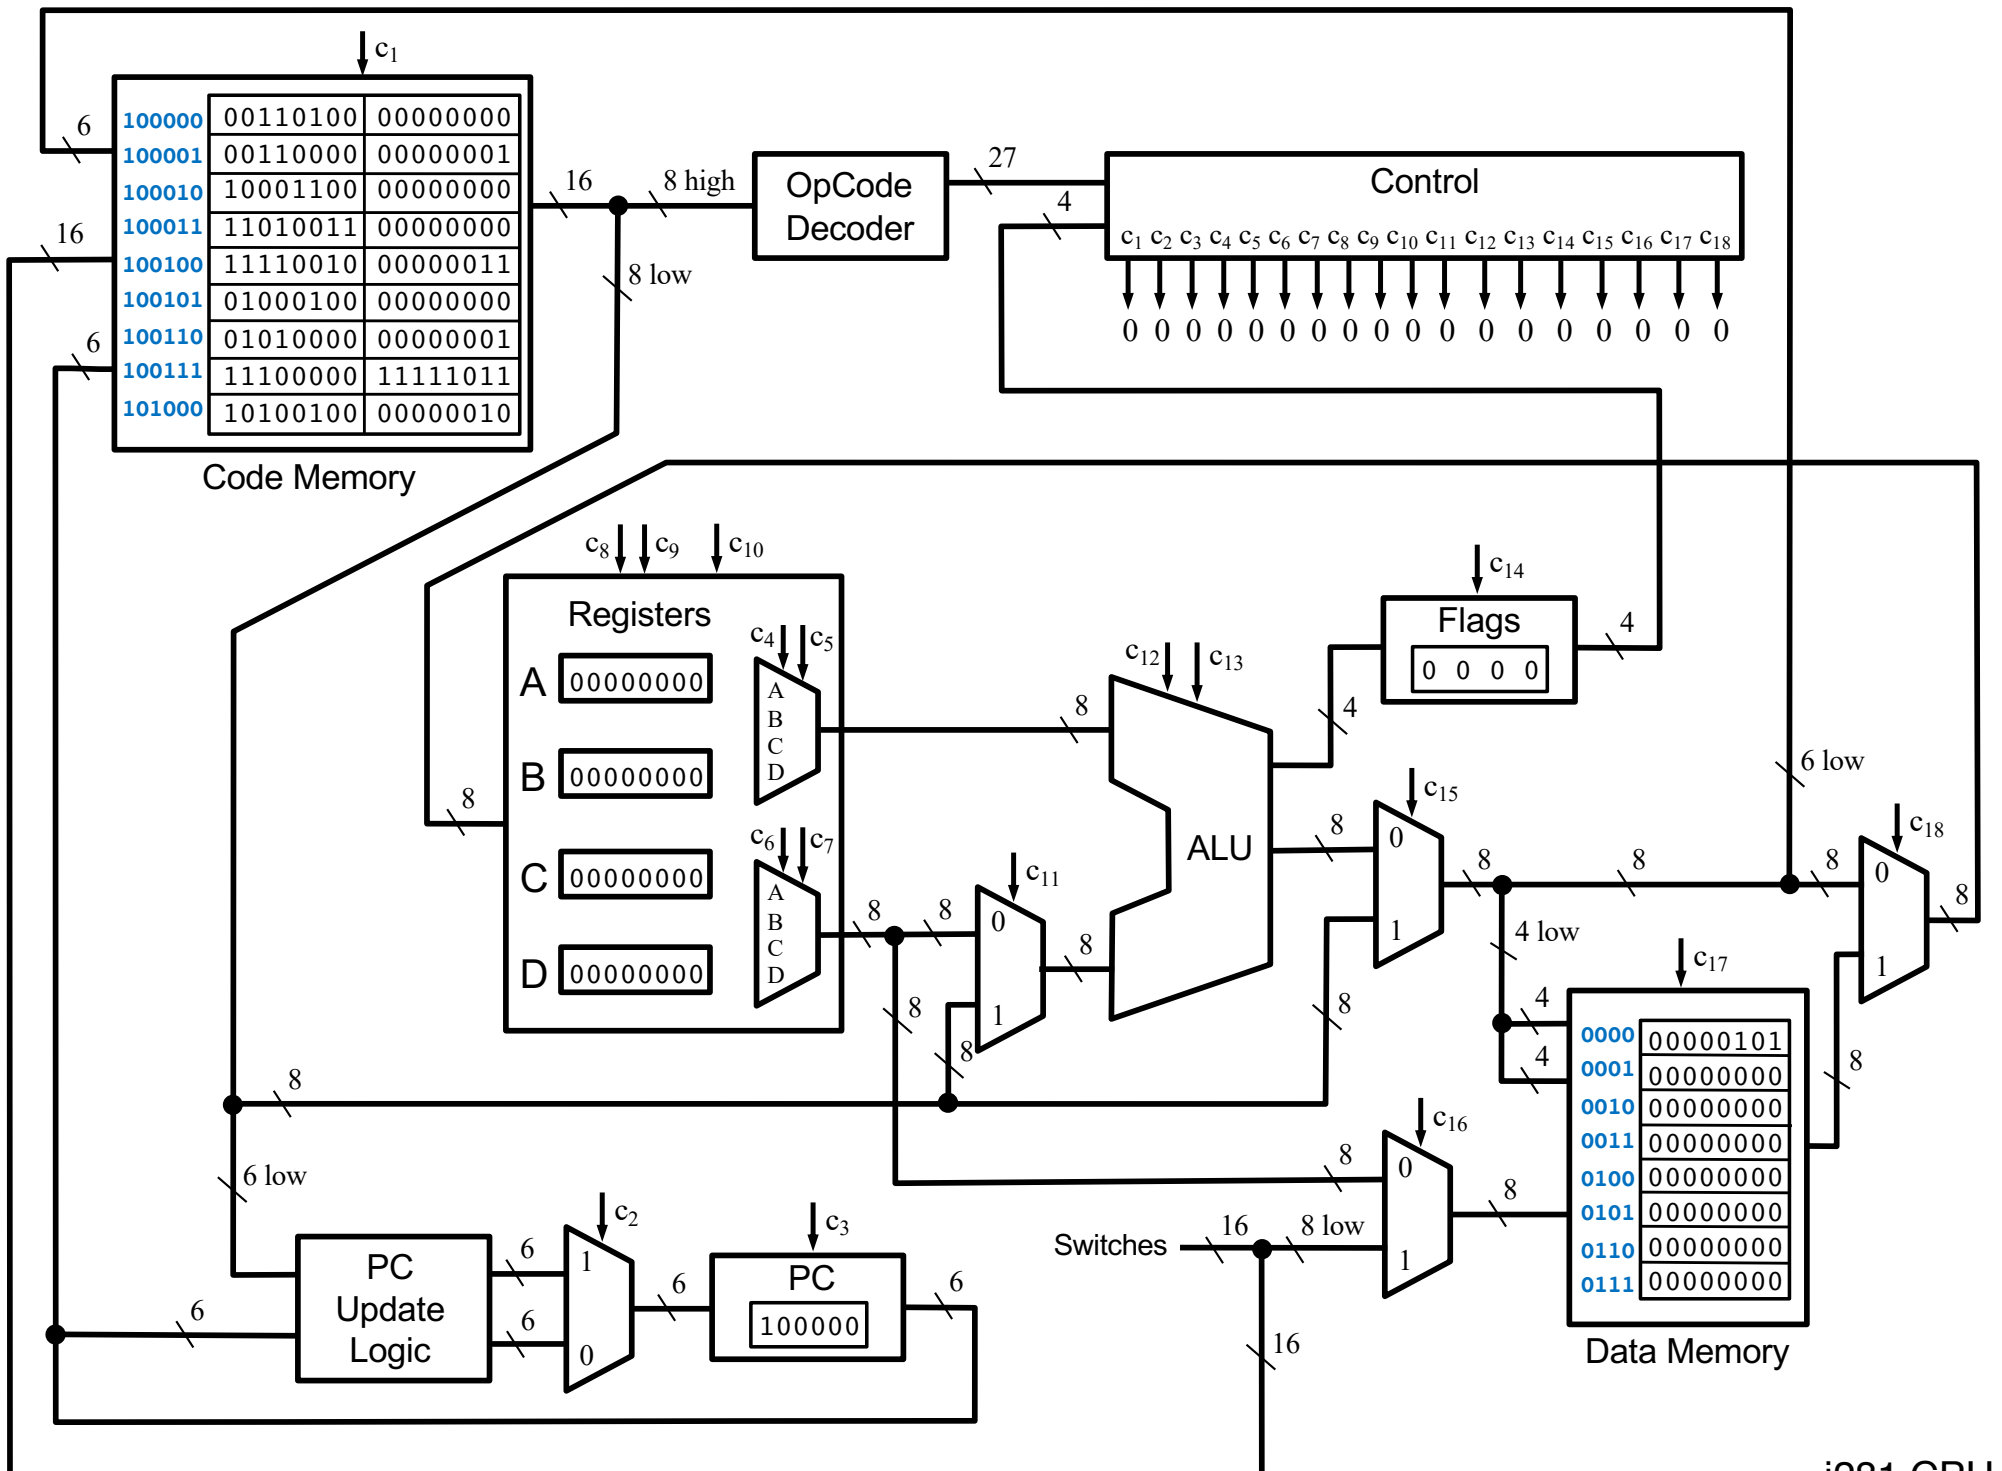 c1
6
100000 00110100 00000000
100001 00110000 00000001
100010 10001100 00000000
100011 11010011 00000000
100100 11110010 00000011
100101 01000100 00000000
100110 01010000 00000001
100111 11100000 11111011
101000 10100100 00000010
16
6
Code Memory
16
8 high
8 low
OpCode
Decoder
27
4
Control
c1 c2 c3 c4 c5 c6 c7 c8 c9 c10 c11 c12 c13 c14 c15 c16 c17 c18
0 0 0 0 0 0 0 0 0 0 0 0 0 0 0 0 0 0
c8 c9 c10
Registers
A 00000000
B 00000000
C 00000000
D 00000000
8
c4 c5
A
B
C
D
c6 c7
A
B
C
D
8
8
8
8
c11
0
1
8
8
c12 c13
ALU
4
c14
Flags
0 0 0 0
4
8
c15
0
1
8
8
8
6 low
8
c18
0
1
8
4 low
4
4
c17
0000 00000101
0001 00000000
0010 00000000
0011 00000000
0100 00000000
0101 00000000
0110 00000000
0111 00000000
Data Memory
8
8
8
c16
0
1
8
Switches
16
8 low
16
6 low
6
PC
Update
Logic
6
6
c2
1
0
6
c3
PC
100000
6